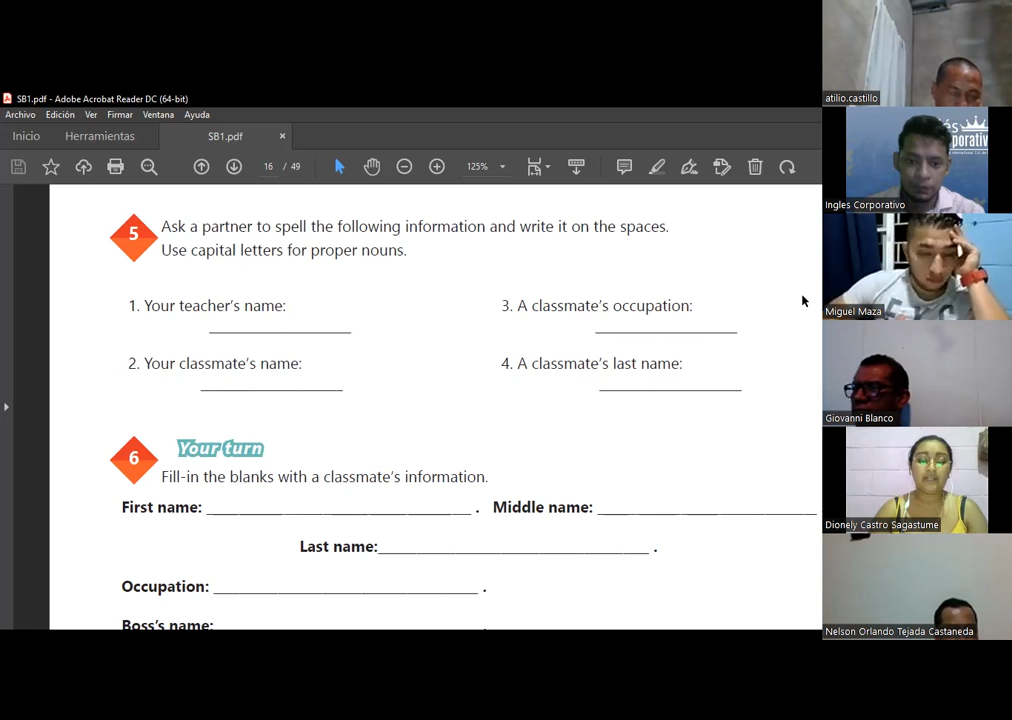 SB1.pdf - Adobe Acrobat Reader DC (64-bit)
Archivo Edición Ver Firmar Ventana Ayuda
Inicio Herramientas SB1.pdf ×
16 / 49 125%
5 Ask a partner to spell the following information and write it on the spaces.
Use capital letters for proper nouns.
1. Your teacher's name: 3. A classmate's occupation:
2. Your classmate's name: 4. A classmate's last name:
6 Your turn
Fill-in the blanks with a classmate's information.
First name: . Middle name:
Last name: .
Occupation: .
Boss's name:
atilio.castillo
Ingles Corporativo
Miguel Maza
Giovanni Blanco
Dionely Castro Sagastume
Nelson Orlando Tejada Castaneda